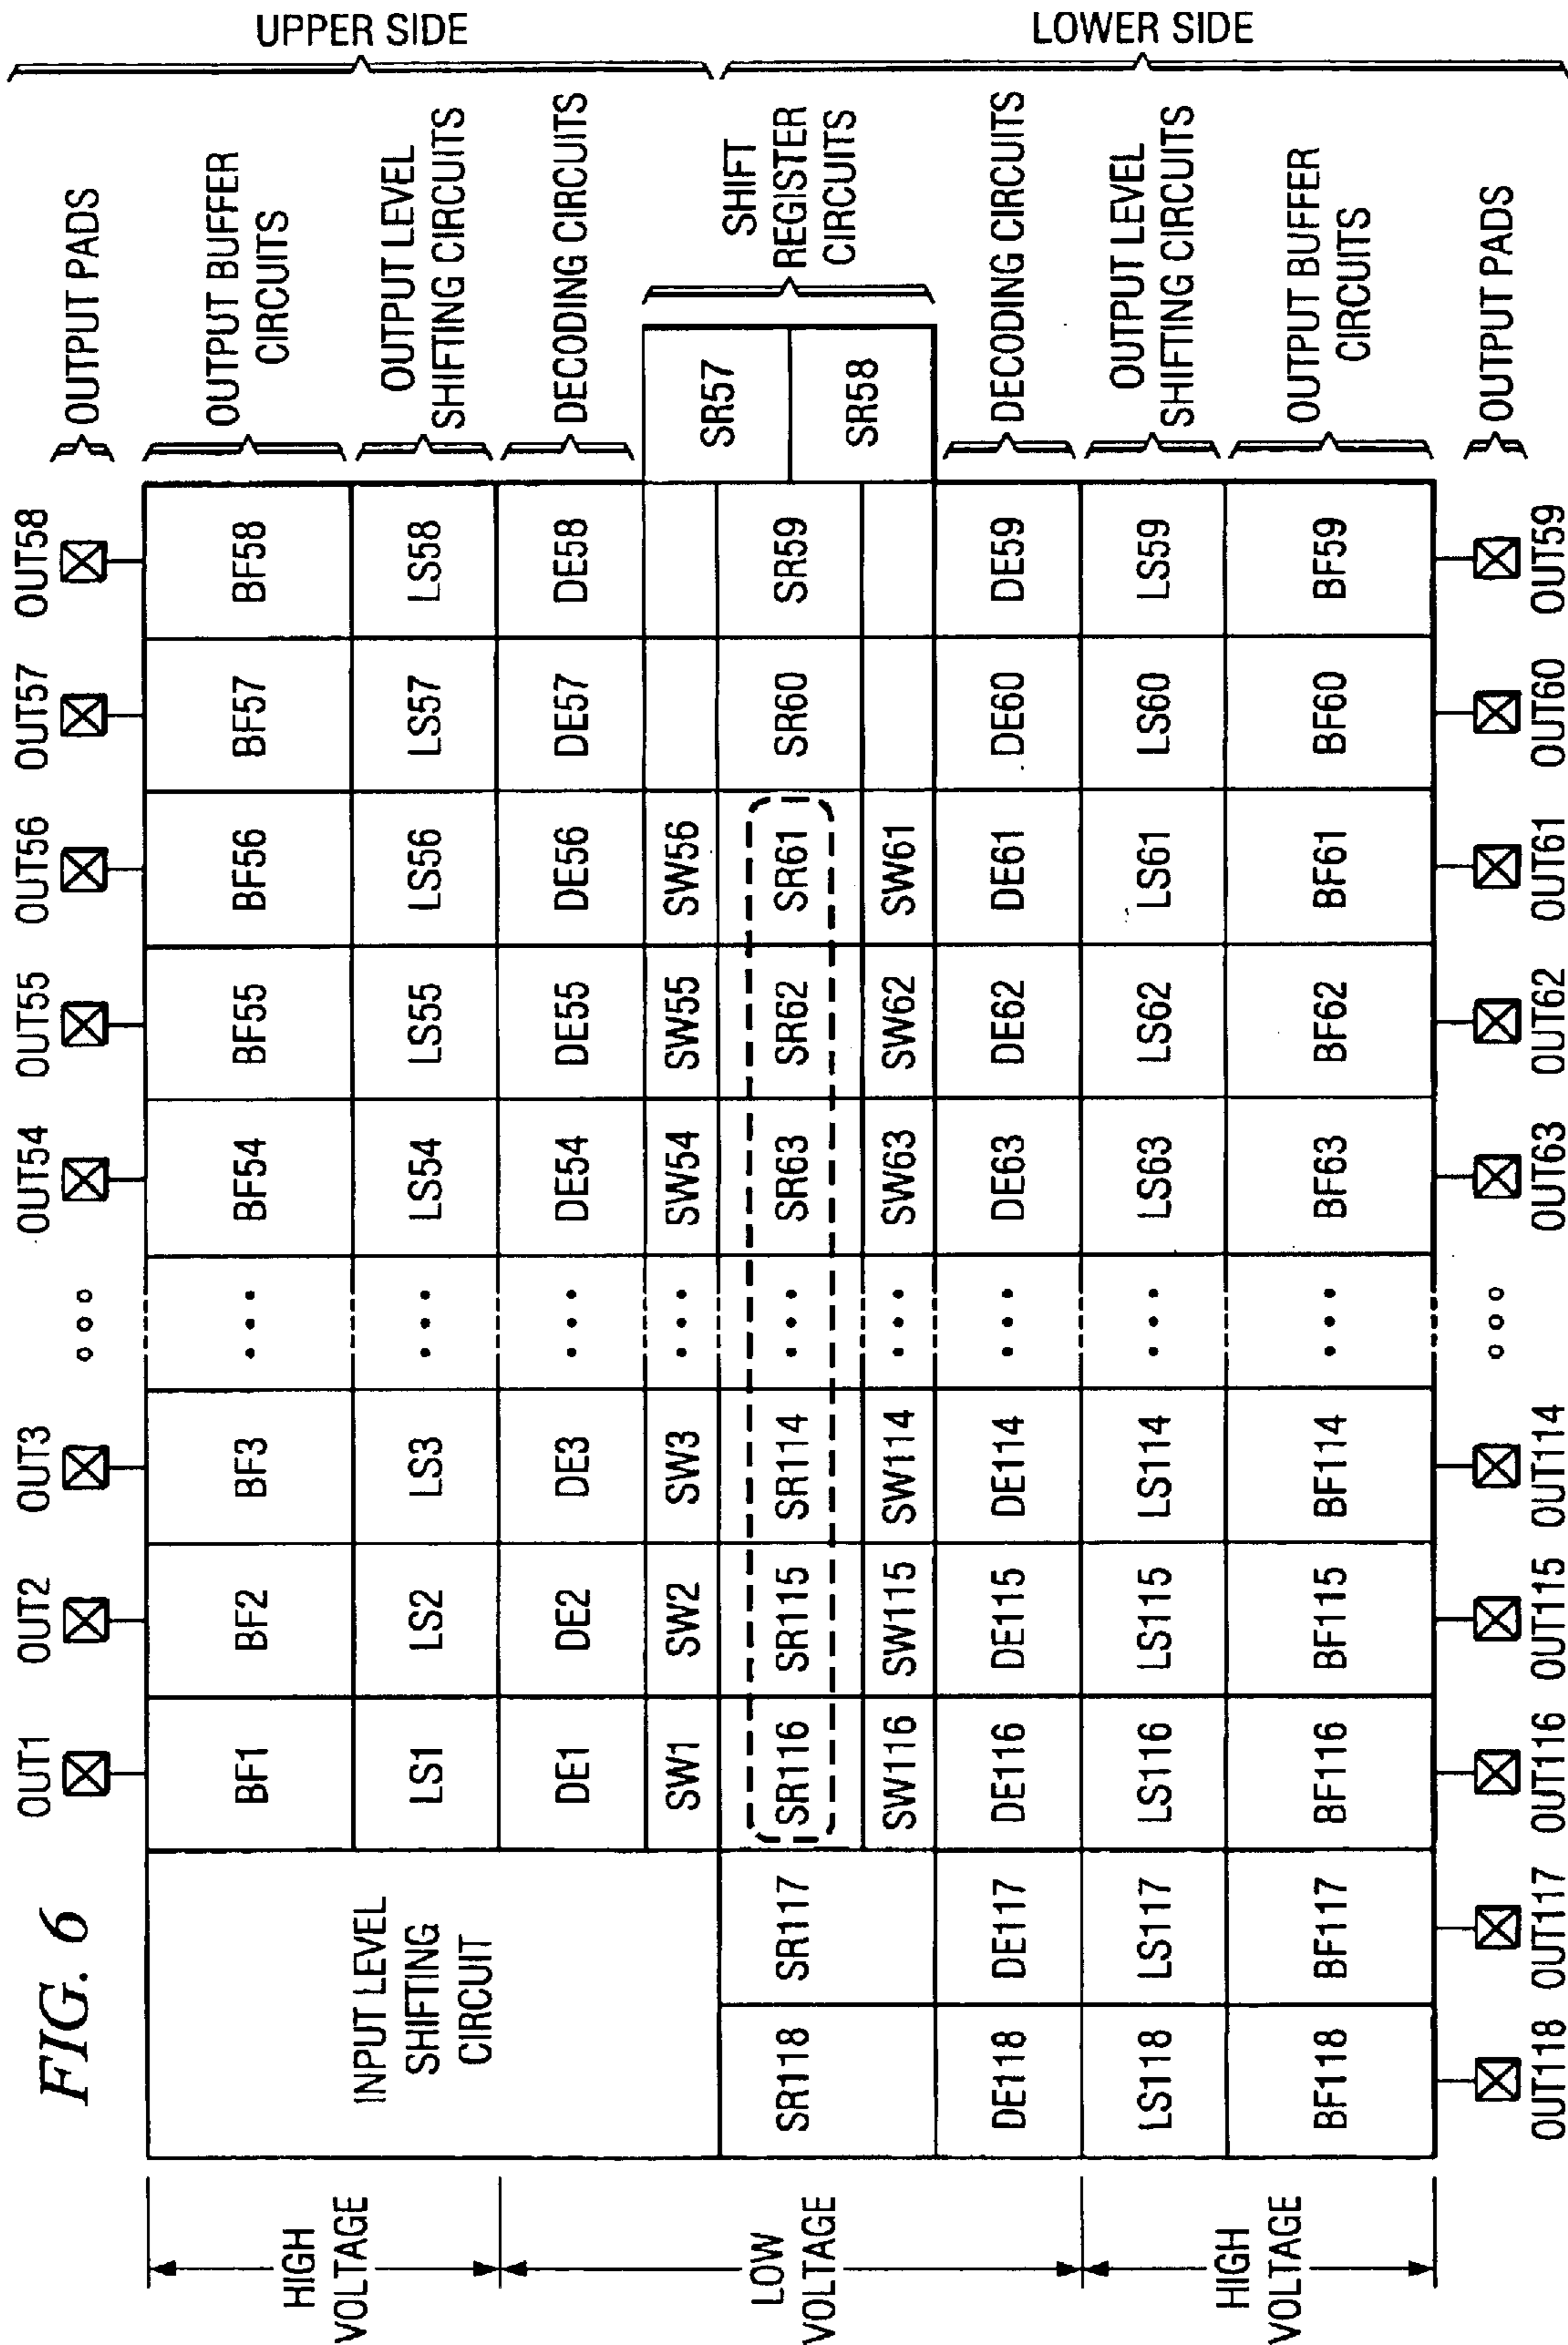 FIG. 6
OUT1 OUT2 OUT3 OUT54 OUT55 OUT56 OUT57 OUT58
OUTPUT PADS
UPPER SIDE
HIGH VOLTAGE
INPUT LEVEL
SHIFTING
CIRCUIT
BF1 BF2 BF3 ... BF54 BF55 BF56 BF57 BF58
OUTPUT BUFFER
CIRCUITS
LS1 LS2 LS3 ... LS54 LS55 LS56 LS57 LS58
OUTPUT LEVEL
SHIFTING CIRCUITS
DE1 DE2 DE3 ... DE54 DE55 DE56 DE57 DE58
DECODING CIRCUITS
LOW VOLTAGE
SW1 SW2 SW3 ... SW54 SW55 SW56
SR57
SR118 SR117 SR116 SR115 SR114 ... SR63 SR62 SR61 SR60 SR59
SR58
SHIFT
REGISTER
CIRCUITS
SW116 SW115 SW114 ... SW63 SW62 SW61
DE118 DE117 DE116 DE115 DE114 ... DE63 DE62 DE61 DE60 DE59
DECODING CIRCUITS
LOWER SIDE
HIGH VOLTAGE
LS118 LS117 LS116 LS115 LS114 ... LS63 LS62 LS61 LS60 LS59
OUTPUT LEVEL
SHIFTING CIRCUITS
BF118 BF117 BF116 BF115 BF114 ... BF63 BF62 BF61 BF60 BF59
OUTPUT BUFFER
CIRCUITS
OUTPUT PADS
OUT118 OUT117 OUT116 OUT115 OUT114 OUT63 OUT62 OUT61 OUT60 OUT59